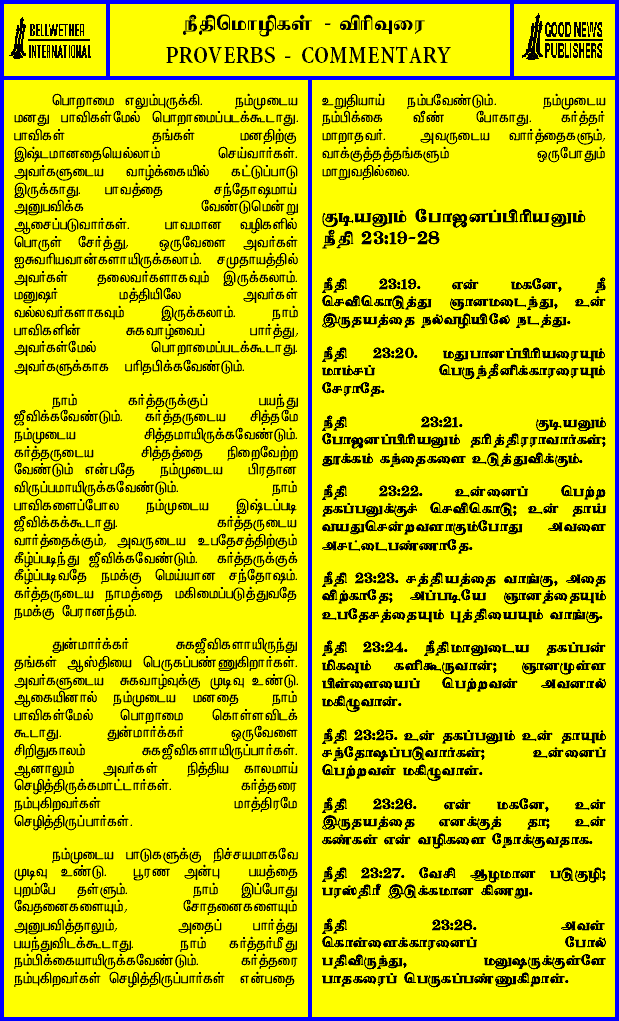 BELLWETHER
INTERNATIONAL
நீதிமொழிகள் - விரிவுரை
PROVERBS - COMMENTARY
GOOD NEWS
PUBLISHERS
பொறாமை எலும்புருக்கி. நம்முடைய
மனது பாவிகள்மேல் பொறாமைப்படக்கூடாது.
பாவிகள் தங்கள் மனதிற்கு
இஷ்டமானதையெல்லாம் செய்வார்கள்.
அவர்களுடைய வாழ்க்கையில் கட்டுப்பாடு
இருக்காது. பாவத்தை சந்தோஷமாய்
அனுபவிக்க வேண்டுமென்று
ஆசைப்படுவார்கள். பாவமான வழிகளில்
பொருள் சேர்த்து, ஒருவேளை அவர்கள்
ஐசுவரியவான்களாயிருக்கலாம். சமுதாயத்தில்
அவர்கள் தலைவர்களாகவும் இருக்கலாம்.
மனுஷர் மத்தியிலே அவர்கள்
வல்லவர்களாகவும் இருக்கலாம். நாம்
பாவிகளின் சுகவாழ்வைப் பார்த்து,
அவர்கள்மேல் பொறாமைப்படக்கூடாது.
அவர்களுக்காக பரிதபிக்கவேண்டும்.
நாம் கர்த்தருக்குப் பயந்து
ஜீவிக்கவேண்டும். கர்த்தருடைய சித்தமே
நம்முடைய சித்தமாயிருக்கவேண்டும்.
கர்த்தருடைய சித்தத்தை நிறைவேற்ற
வேண்டும் என்பதே நம்முடைய பிரதான
விருப்பமாயிருக்கவேண்டும். நாம்
பாவிகளைப்போல நம்முடைய இஷ்டப்படி
ஜீவிக்கக்கூடாது. கர்த்தருடைய
வார்த்தைக்கும், அவருடைய உபதேசத்திற்கும்
கீழ்ப்படிந்து ஜீவிக்கவேண்டும். கர்த்தருக்குக்
கீழ்ப்படிவதே நமக்கு மெய்யான சந்தோஷம்.
கர்த்தருடைய நாமத்தை மகிமைப்படுத்துவதே
நமக்கு பேரானந்தம்.
துன்மார்க்கர் சுகஜீவிகளாயிருந்து
தங்கள் ஆஸ்தியை பெருகப்பண்ணுகிறார்கள்.
அவர்களுடைய சுகவாழ்வுக்கு முடிவு உண்டு.
ஆகையினால் நம்முடைய மனதை நாம்
பாவிகள்மேல் பொறாமை கொள்ளவிடக்
கூடாது. துன்மார்க்கர் ஒருவேளை
சிறிதுகாலம் சுகஜீவிகளாயிருப்பார்கள்.
ஆனாலும் அவர்கள் நித்திய காலமாய்
செழித்திருக்கமாட்டார்கள். கர்த்தரை
நம்புகிறவர்கள் மாத்திரமே
செழித்திருப்பார்கள்.
நம்முடைய பாடுகளுக்கு நிச்சயமாகவே
முடிவு உண்டு. பூரண அன்பு பயத்தை
புறம்பே தள்ளும். நாம் இப்போது
வேதனைகளையும், சோதனைகளையும்
அனுபவித்தாலும், அதைப் பார்த்து
பயந்துவிடக்கூடாது. நாம் கர்த்தர்மீது
நம்பிக்கையாயிருக்கவேண்டும். கர்த்தரை
நம்புகிறவர்கள் செழித்திருப்பார்கள் என்பதை
உறுதியாய் நம்பவேண்டும். நம்முடைய
நம்பிக்கை வீண் போகாது. கர்த்தர்
மாறாதவர். அவருடைய வார்த்தைகளும்,
வாக்குத்தத்தங்களும் ஒருபோதும்
மாறுவதில்லை.
குடியனும் போஜனப்பிரியனும்
நீதி 23:19-28
நீதி 23:19. என் மகனே, நீ
செவிகொடுத்து ஞானமடைந்து, உன்
இருதயத்தை நல்வழியிலே நடத்து.
நீதி 23:20. மதுபானப்பிரியரையும்
மாம்சப் பெருந்தீனிக்காரரையும்
சேராதே.
நீதி 23:21. குடியனும்
போஜனப்பிரியனும் தரித்திரராவார்கள்;
தூக்கம் கந்தைகளை உடுத்துவிக்கும்.
நீதி 23:22. உன்னைப் பெற்ற
தகப்பனுக்குச் செவிகொடு; உன் தாய்
வயதுசென்றவளாகும்போது அவளை
அசட்டைபண்ணாதே.
நீதி 23:23. சத்தியத்தை வாங்கு, அதை
விற்காதே; அப்படியே ஞானத்தையும்
உபதேசத்தையும் புத்தியையும் வாங்கு.
நீதி 23:24. நீதிமானுடைய தகப்பன்
மிகவும் களிகூருவான்; ஞானமுள்ள
பிள்ளையைப் பெற்றவன் அவனால்
மகிழுவான்.
நீதி 23:25. உன் தகப்பனும் உன் தாயும்
சந்தோஷப்படுவார்கள்; உன்னைப்
பெற்றவள் மகிழுவாள்.
நீதி 23:26. என் மகனே, உன்
இருதயத்தை எனக்குத் தா; உன்
கண்கள் என் வழிகளை நோக்குவதாக.
நீதி 23:27. வேசி ஆழமான படுகுழி;
பரஸ்திரீ இடுக்கமான கிணறு.
நீதி 23:28. அவள்
கொள்ளைக்காரனைப் போல்
பதிவிருந்து, மனுஷருக்குள்ளே
பாதகரைப் பெருகப்பண்ணுகிறாள்.